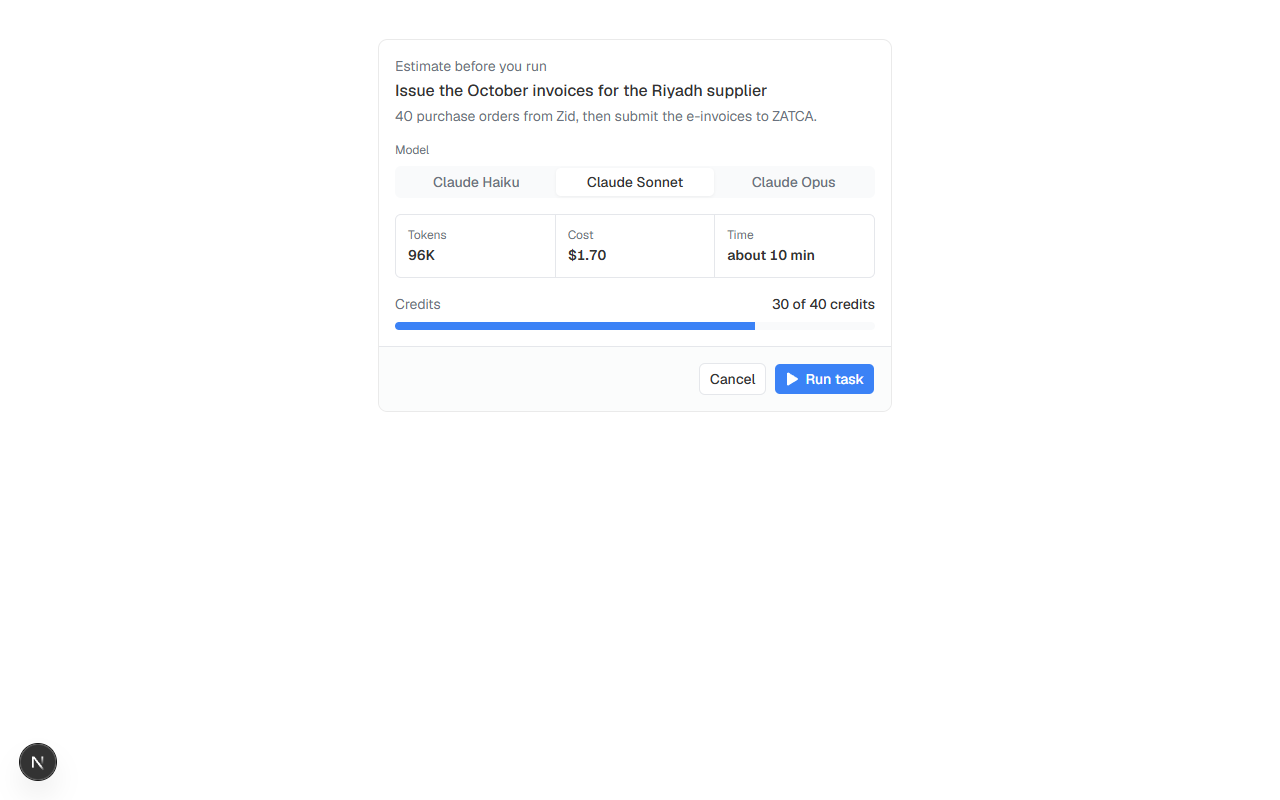 Estimate before you run
Issue the October invoices for the Riyadh supplier
40 purchase orders from Zid, then submit the e-invoices to ZATCA.
Model
Claude Haiku
Claude Sonnet
Claude Opus
Tokens
96K
Cost
$1.70
Time
about 10 min
Credits
30 of 40 credits
Cancel
Run task
N